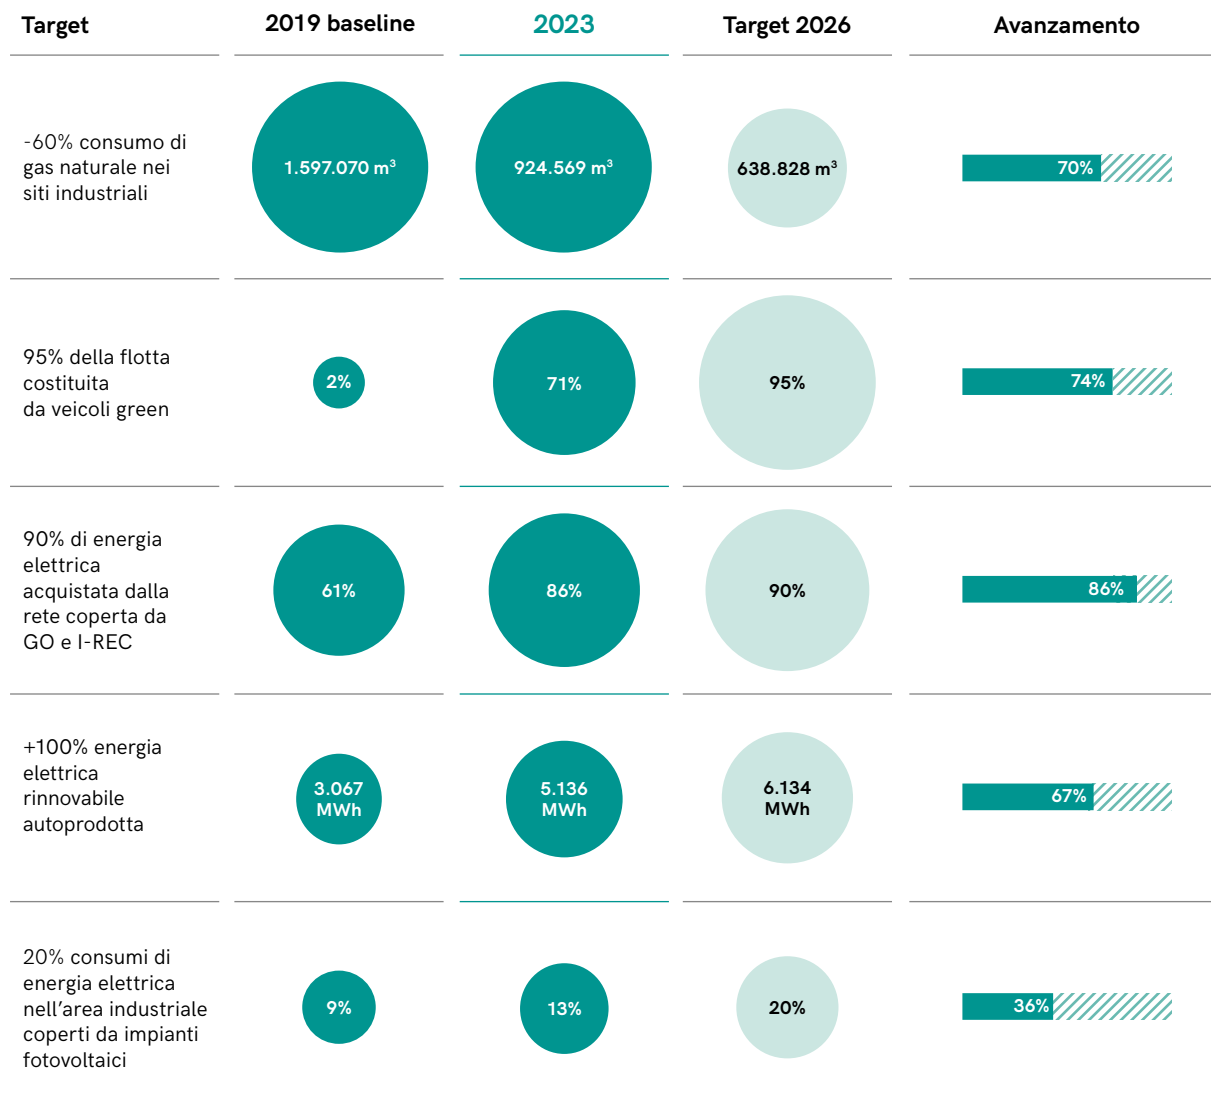 Target
2019 baseline
2023
Target 2026
Avanzamento
-60% consumo di
gas naturale nei
siti industriali
1.597.070 m³
924.569 m³
638.828 m³
70%
95% della flotta
costituita
da veicoli green
2%
71%
95%
74%
90% di energia
elettrica
acquistata dalla
rete coperta da
GO e I-REC
61%
86%
90%
86%
+100% energia
elettrica
rinnovabile
autoprodotta
3.067
MWh
5.136
MWh
6.134
MWh
67%
20% consumi di
energia elettrica
nell’area industriale
coperti da impianti
fotovoltaici
9%
13%
20%
36%